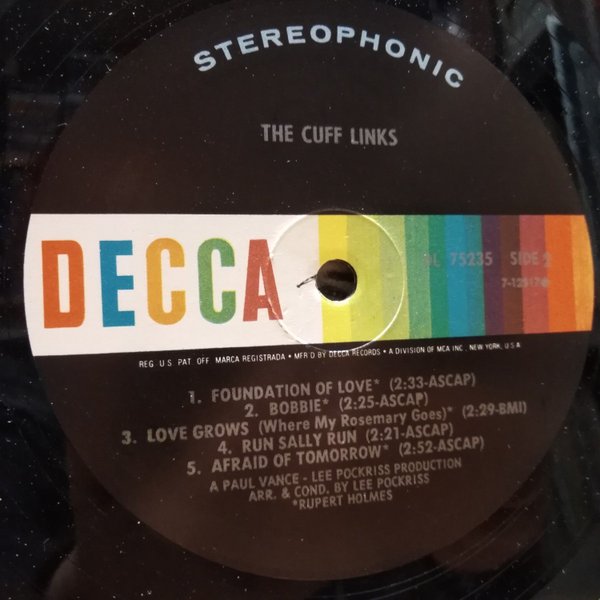 STEREOPHONIC
THE CUFF LINKS
DECCA
DL 75235 SIDE 2
REG. U.S. PAT. OFF. MARCA REGISTRADA • MFR'D BY DECCA RECORDS • A DIVISION OF MCA INC., NEW YORK, U.S.A
1. FOUNDATION OF LOVE* (2:33-ASCAP)
2. BOBBIE* (2:25-ASCAP)
3. LOVE GROWS (Where My Rosemary Goes)* (2:29-BMI)
4. RUN SALLY RUN (2:21-ASCAP)
5. AFRAID OF TOMORROW* (2:52-ASCAP)
A PAUL VANCE - LEE POCKRISS PRODUCTION
ARR. & COND. BY LEE POCKRISS
*RUPERT HOLMES